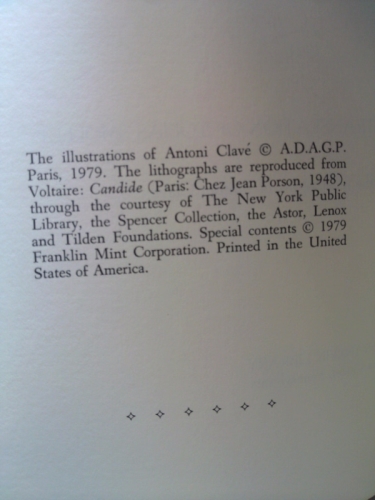 The illustrations of Antoni Clavé © A.D.A.G.P.
Paris, 1979. The lithographs are reproduced from
Voltaire: Candide (Paris: Chez Jean Porson, 1948),
through the courtesy of The New York Public
Library, the Spencer Collection, the Astor, Lenox
and Tilden Foundations. Special contents © 1979
Franklin Mint Corporation. Printed in the United
States of America.